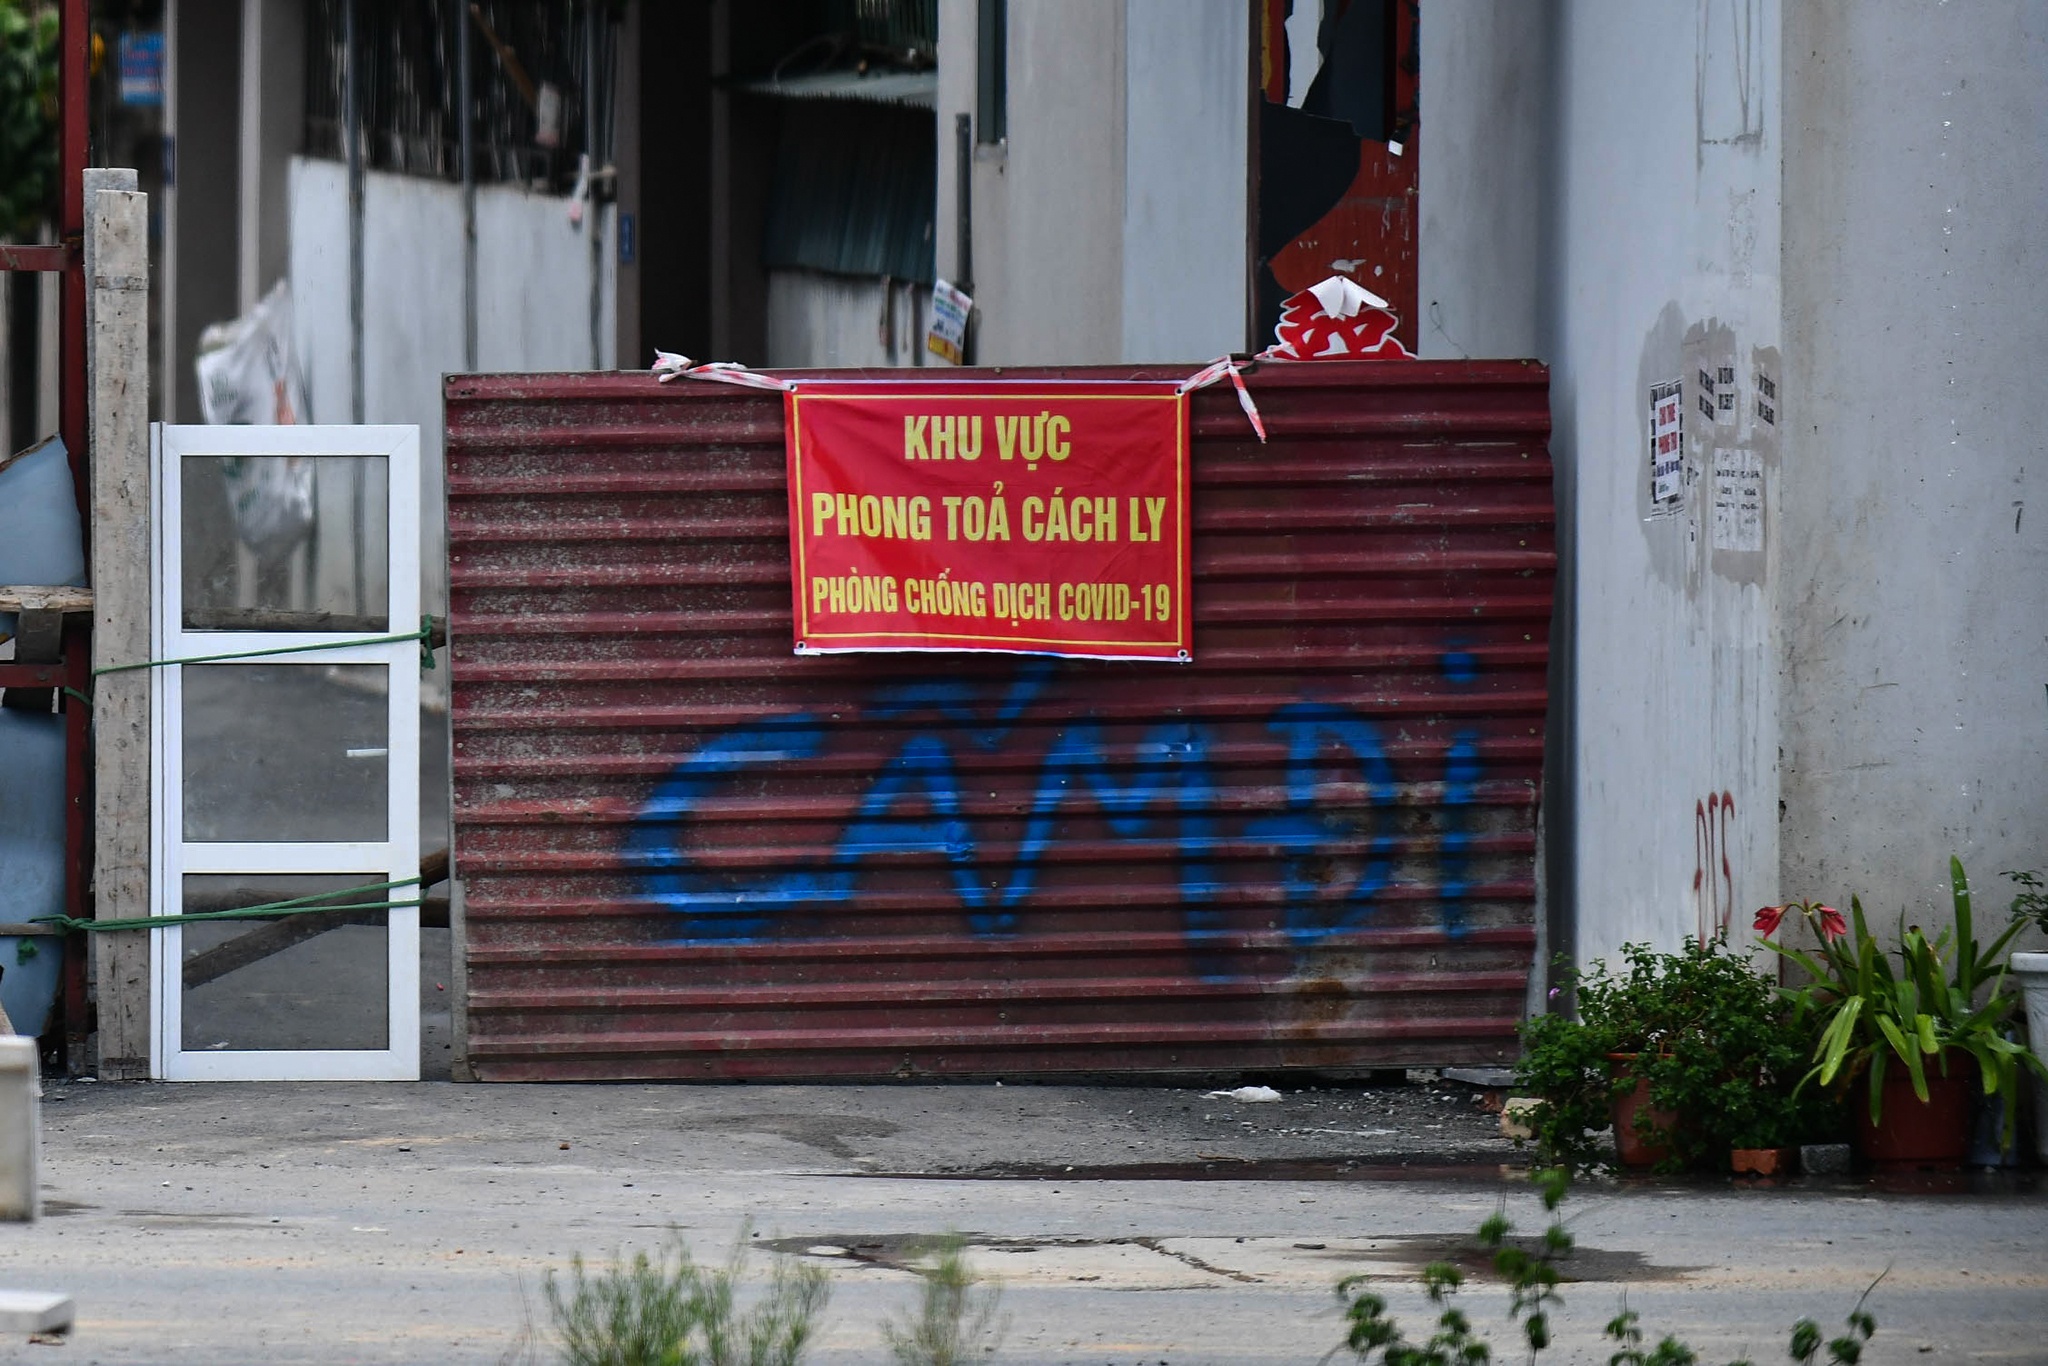 KHU VỰC
PHONG TOẢ CÁCH LY
PHÒNG CHỐNG DỊCH COVID-19
CẤM Đi